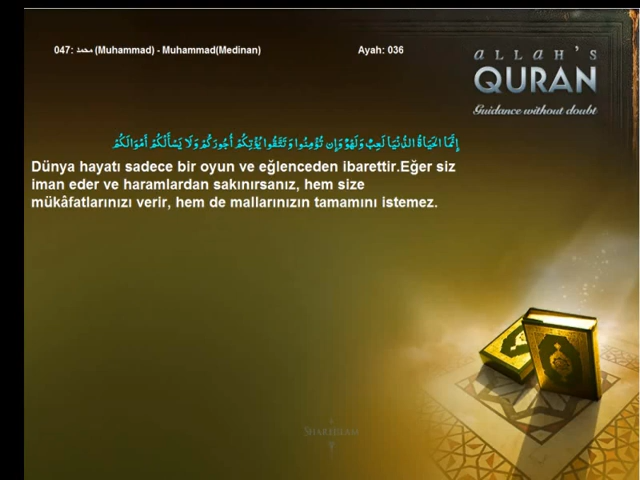 047: محمد (Muhammad) - Muhammad(Medinan) Ayah: 036
ALLAH'S
QURAN
Guidance without doubt
إِنَّمَا الْحَيَاةُ الدُّنْيَا لَعِبٌ وَلَهْوٌ وَإِن تُؤْمِنُوا وَتَتَّقُوا يُؤْتِكُمْ أُجُورَكُمْ وَلَا يَسْأَلْكُمْ أَمْوَالَكُمْ
Dünya hayatı sadece bir oyun ve eğlenceden ibarettir.Eğer siz
iman eder ve haramlardan sakınırsanız, hem size
mükâfatlarınızı verir, hem de mallarınızın tamamını istemez.
SHAREISLAM